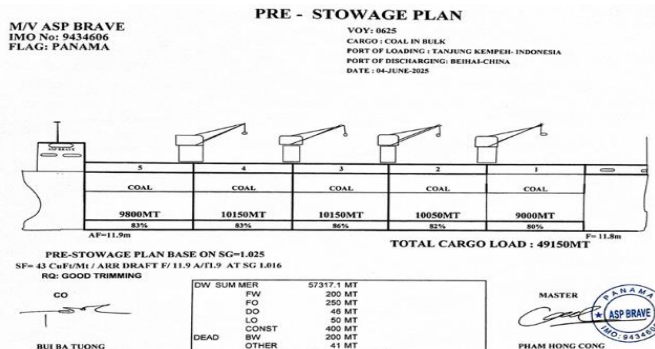 PRE - STOWAGE PLAN
M/V ASP BRAVE
IMO No: 9434606
FLAG: PANAMA
VOY: 0625
CARGO : COAL IN BULK
PORT OF LOADING : TANJUNG KEMPEH- INDONESIA
PORT OF DISCHARGING: BEIHAI-CHINA
DATE : 04-JUNE-2025
ASP BRAVE
5 4 3 2 1
COAL COAL COAL COAL COAL
9800MT 10150MT 10150MT 10050MT 9000MT
83% 83% 86% 82% 80%
AF=11.9m F= 11.8m
TOTAL CARGO LOAD : 49150MT
PRE-STOWAGE PLAN BASE ON SG=1.025
SF= 43 CuFt/Mt / ARR DRAFT F/ 11.9 A/11.9 AT SG 1.016
RQ: GOOD TRIMMING
CO
BUI BA TUONG
DW SUM MER 57317.1 MT
FW 200 MT
FO 250 MT
DO 46 MT
LO 50 MT
CONST 400 MT
DEAD BW 200 MT
OTHER 41 MT
MASTER
PANAMA
ASP BRAVE
IMO: 9434606
PHAM HONG CONG